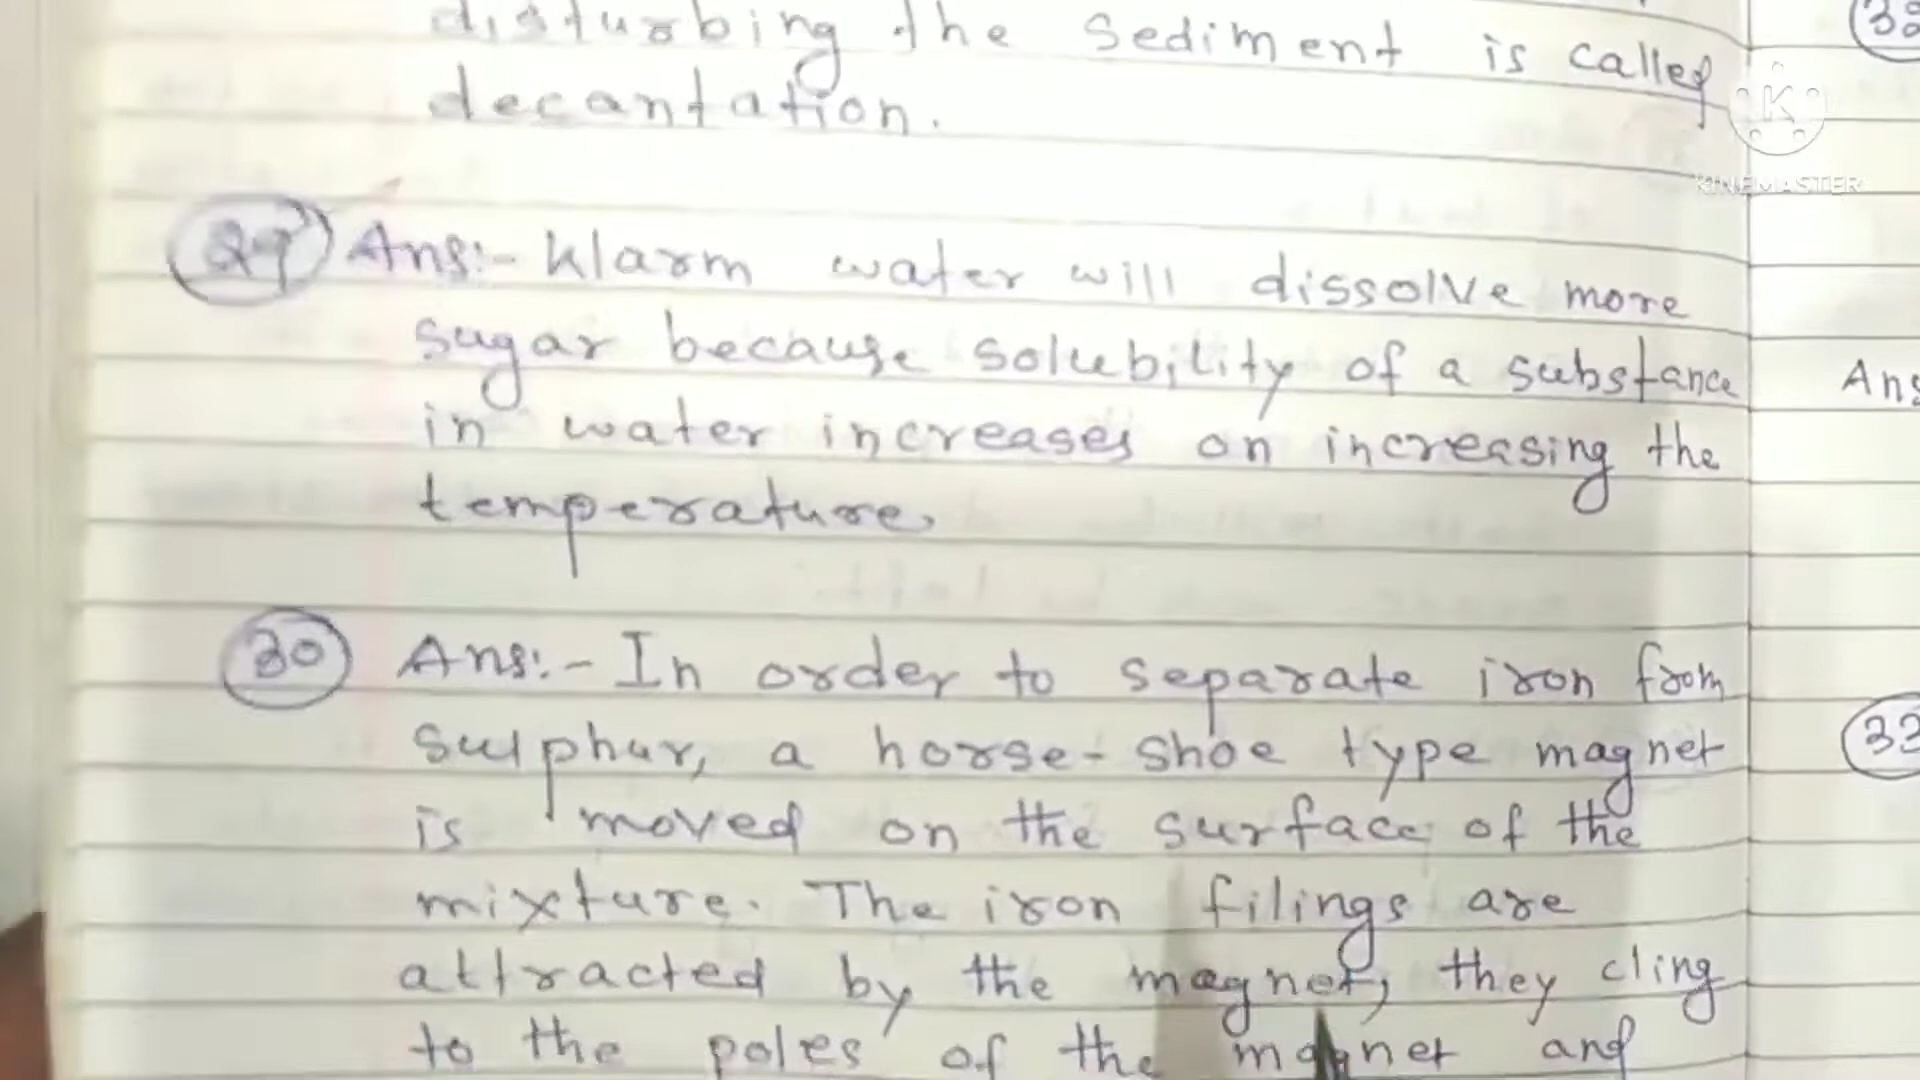 disturbing the sediment is called
decantation.
29 Ans:- Warm water will dissolve more
sugar because solubility of a substance
in water increases on increasing the
temperature.
30 Ans:- In order to separate iron from
sulphur, a horse-shoe type magnet
is moved on the surface of the
mixture. The iron filings are
attracted by the magnet, they cling
to the poles of the magnet and
Ans
33
K
KINEMASTER